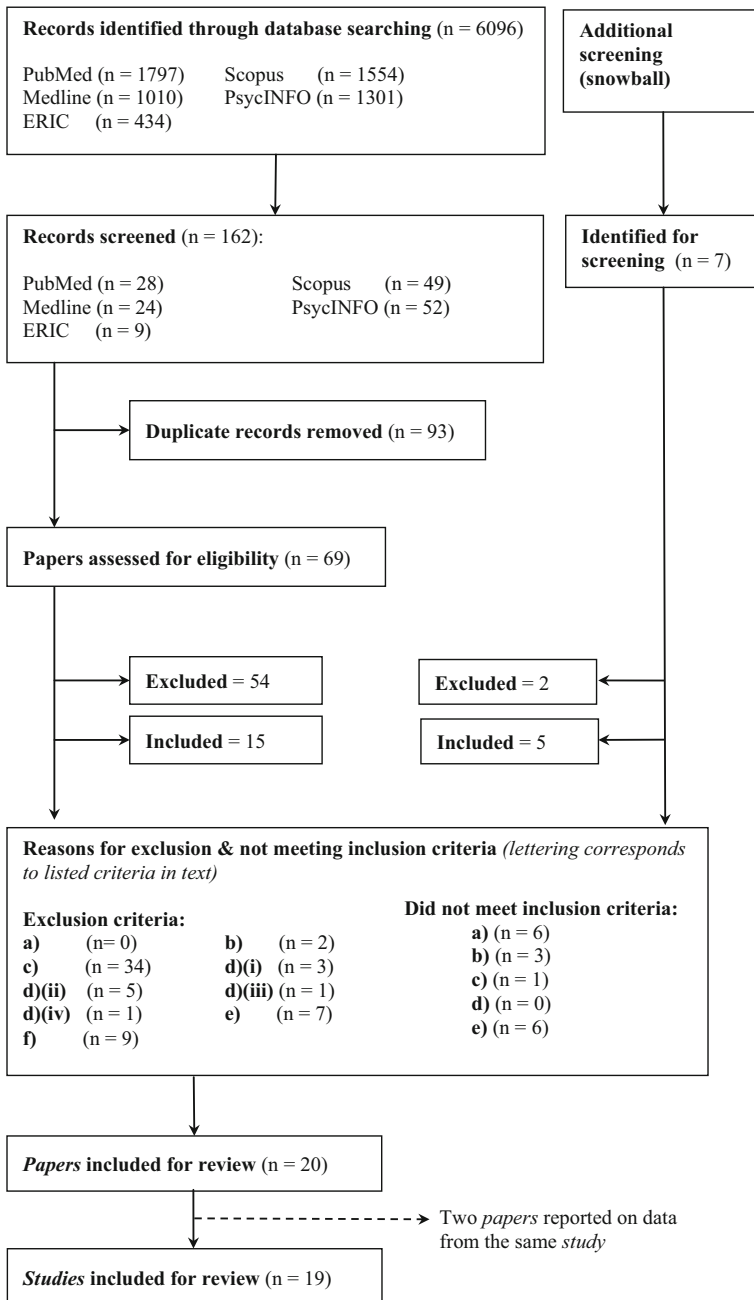 Records identified through database searching (n = 6096)
PubMed (n = 1797) Scopus (n = 1554)
Medline (n = 1010) PsycINFO (n = 1301)
ERIC (n = 434)
Additional
screening
(snowball)
Records screened (n = 162):
PubMed (n = 28) Scopus (n = 49)
Medline (n = 24) PsycINFO (n = 52)
ERIC (n = 9)
Identified for
screening (n = 7)
Duplicate records removed (n = 93)
Papers assessed for eligibility (n = 69)
Excluded = 54
Included = 15
Excluded = 2
Included = 5
Reasons for exclusion & not meeting inclusion criteria (lettering corresponds
to listed criteria in text)
Exclusion criteria:
a) (n= 0) b) (n = 2)
c) (n = 34) d)(i) (n = 3)
d)(ii) (n = 5) d)(iii) (n = 1)
d)(iv) (n = 1) e) (n = 7)
f) (n = 9)
Did not meet inclusion criteria:
a) (n = 6)
b) (n = 3)
c) (n = 1)
d) (n = 0)
e) (n = 6)
Papers included for review (n = 20)
Two papers reported on data
from the same study
Studies included for review (n = 19)